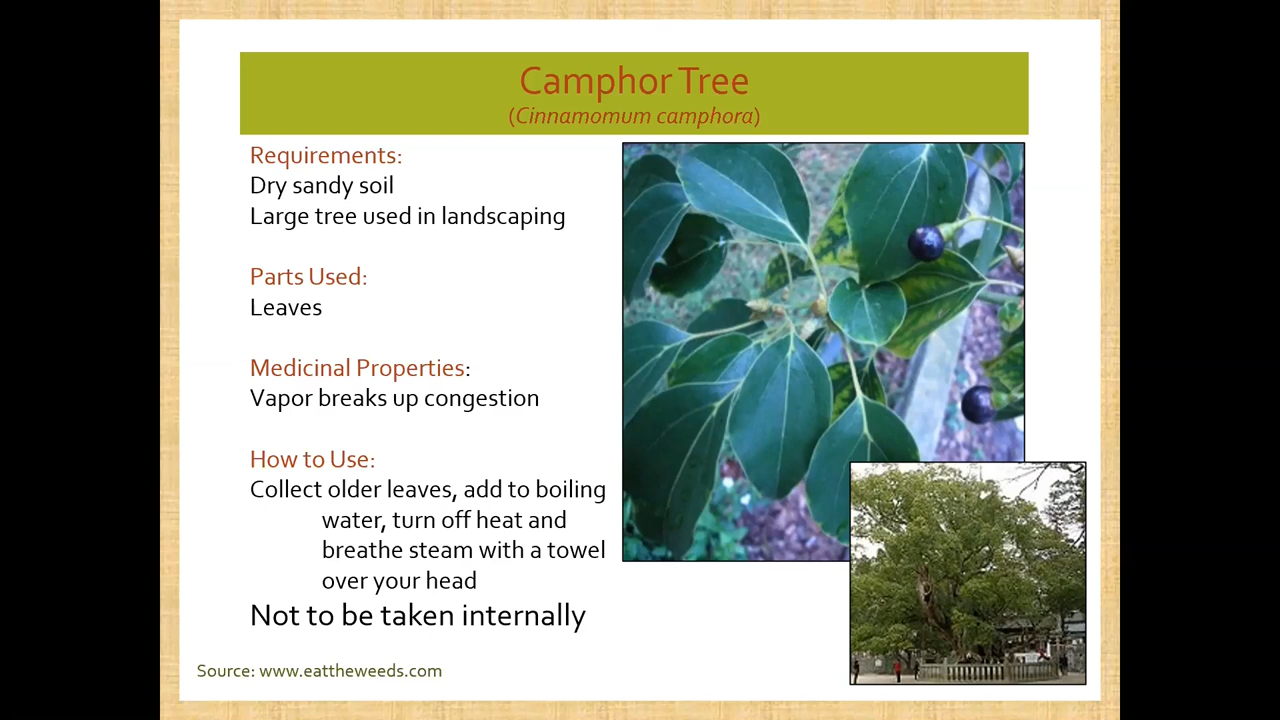 Camphor Tree
(Cinnamomum camphora)
Requirements:
Dry sandy soil
Large tree used in landscaping
Parts Used:
Leaves
Medicinal Properties:
Vapor breaks up congestion
How to Use:
Collect older leaves, add to boiling
water, turn off heat and
breathe steam with a towel
over your head
Not to be taken internally
Source: www.eattheweeds.com